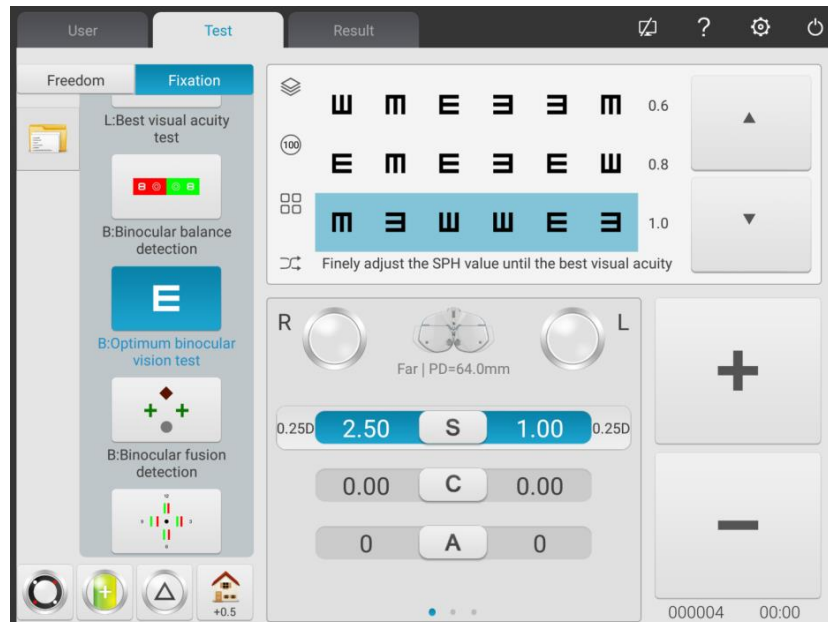 User
Test
Result
?
Freedom
Fixation
L:Best visual acuity
test
B:Binocular balance
detection
E
B:Optimum binocular
vision test
B:Binocular fusion
detection
+0.5
0.6
100
0.8
1.0
Finely adjust the SPH value until the best visual acuity
R
L
Far | PD=64.0mm
0.25D 2.50 S 1.00 0.25D
0.00 C 0.00
0 A 0
+
−
000004 00:00